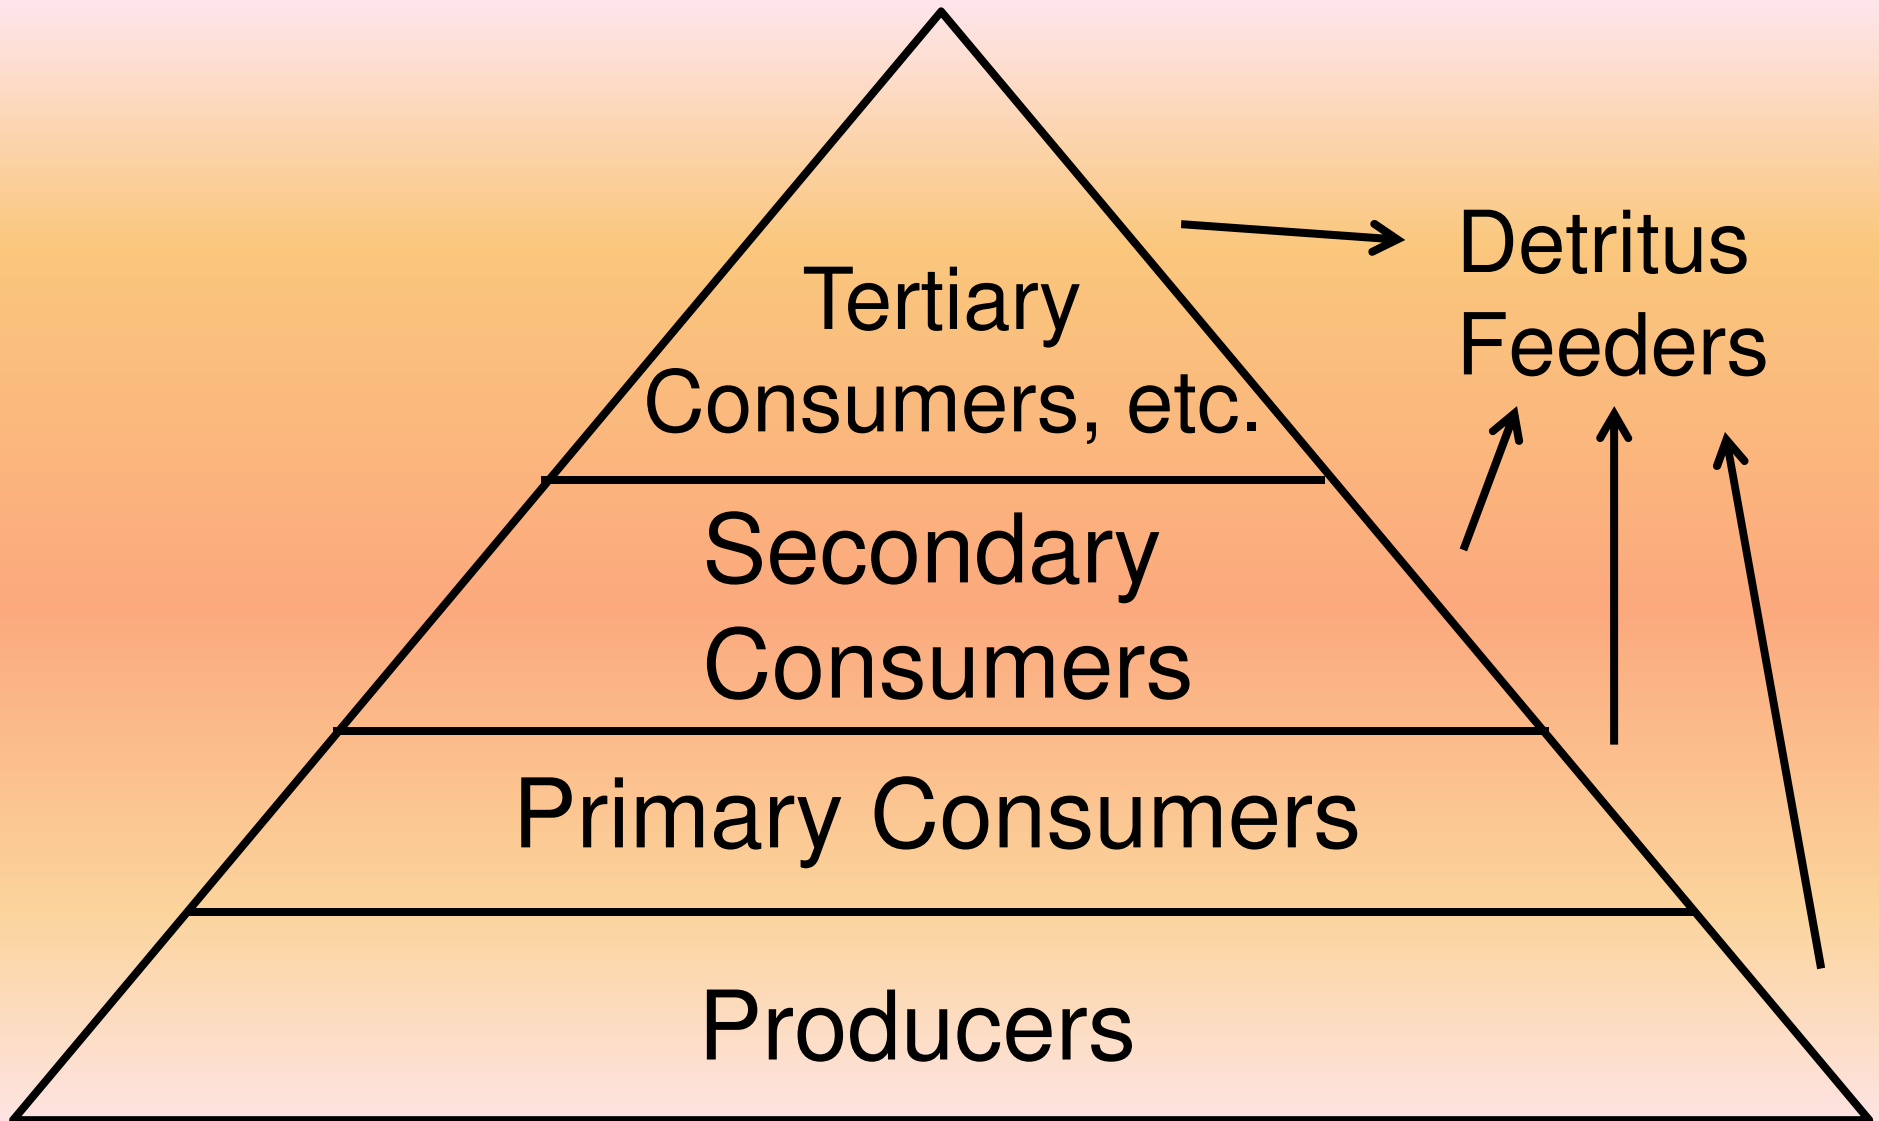 Detritus
Feeders
Tertiary
Consumers, etc.
Secondary
Consumers
Primary Consumers
Producers